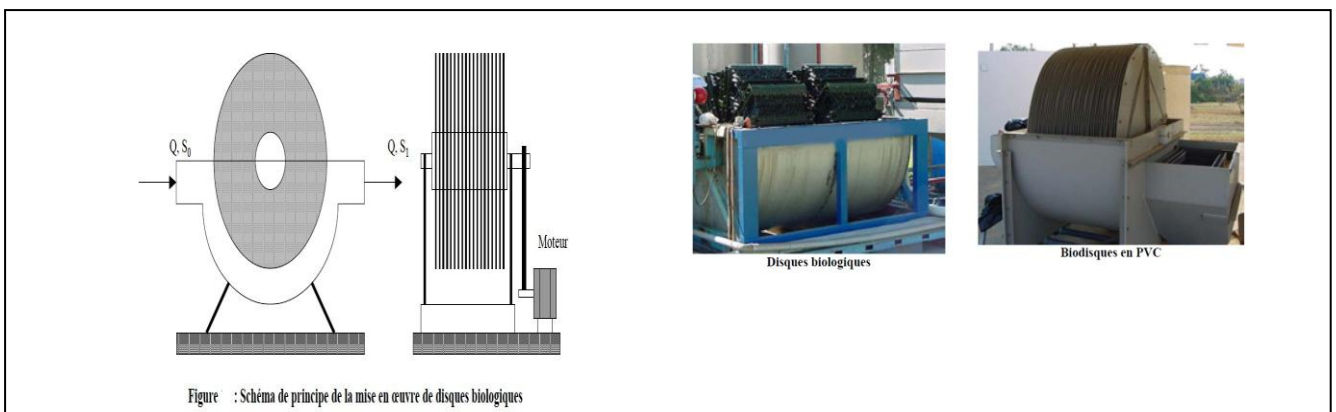 Q, S₀
Q, S₁
Moteur
Figure : Schéma de principe de la mise en œuvre de disques biologiques
Disques biologiques
Biodisques en PVC